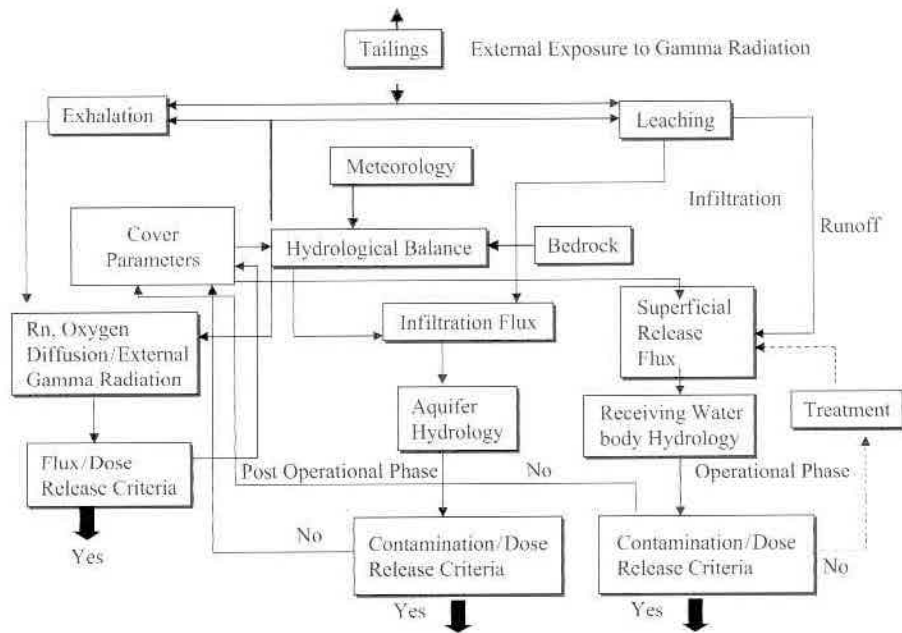 Tailings
External Exposure to Gamma Radiation
Exhalation
Leaching
Meteorology
Infiltration
Runoff
Cover
Parameters
Hydrological Balance
Bedrock
Rn, Oxygen
Diffusion/External
Gamma Radiation
Infiltration Flux
Superficial
Release
Flux
Aquifer
Hydrology
Receiving Water
body Hydrology
Treatment
Flux/Dose
Release Criteria
Post Operational Phase
No
Operational Phase
Yes
No
Contamination/Dose
Release Criteria
Contamination/Dose
Release Criteria
No
Yes
Yes